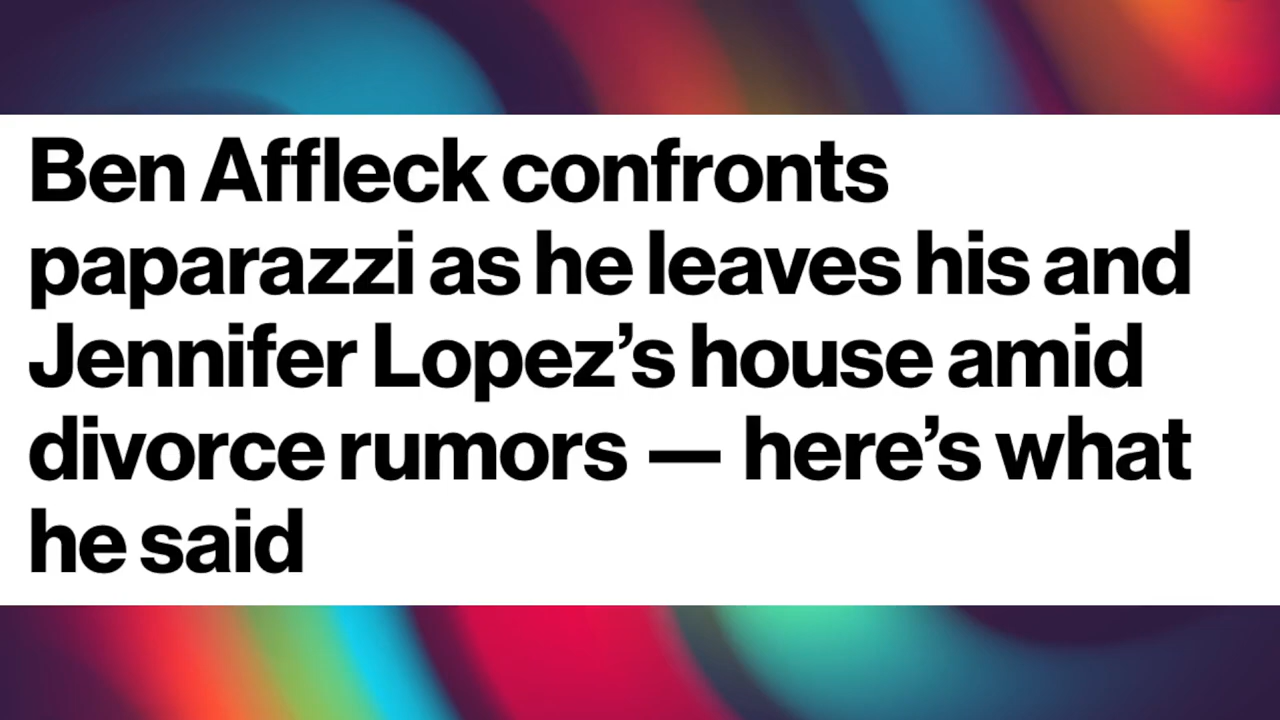 Ben Affleck confronts
paparazzi as he leaves his and
Jennifer Lopez’s house amid
divorce rumors — here’s what
he said